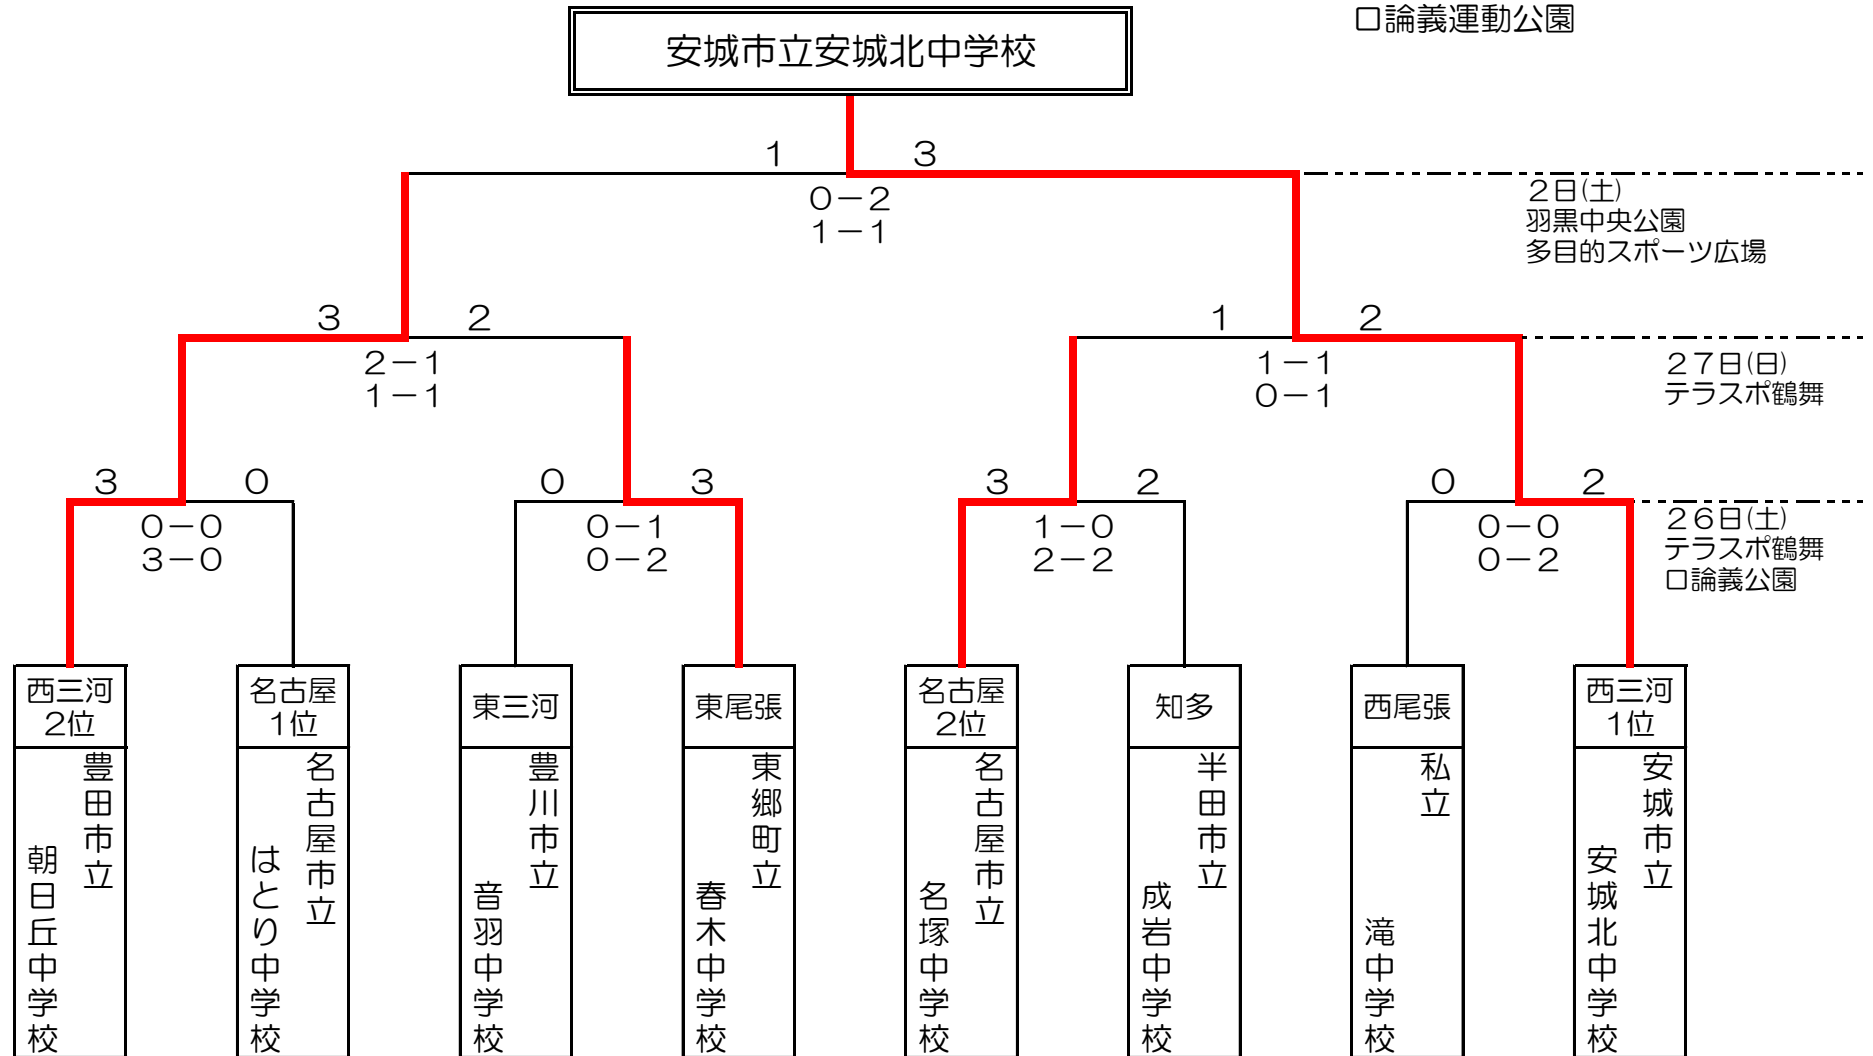 口論義運動公園
安城市立安城北中学校
1 3
0－2
1－1
2日(土)
羽黒中央公園
多目的スポーツ広場
3 2
2－1
1－1
1 2
1－1
0－1
27日(日)
テラスポ鶴舞
3 0
0－0
3－0
0 3
0－1
0－2
3 2
1－0
2－2
0 2
0－0
0－2
26日(土)
テラスポ鶴舞
口論義公園
西三河
2位
豊田市立
朝日丘中学校
名古屋
1位
名古屋市立
はとり中学校
東三河
豊川市立
音羽中学校
東尾張
東郷町立
春木中学校
名古屋
2位
名古屋市立
名塚中学校
知多
半田市立
成岩中学校
西尾張
私立
滝中学校
西三河
1位
安城市立
安城北中学校